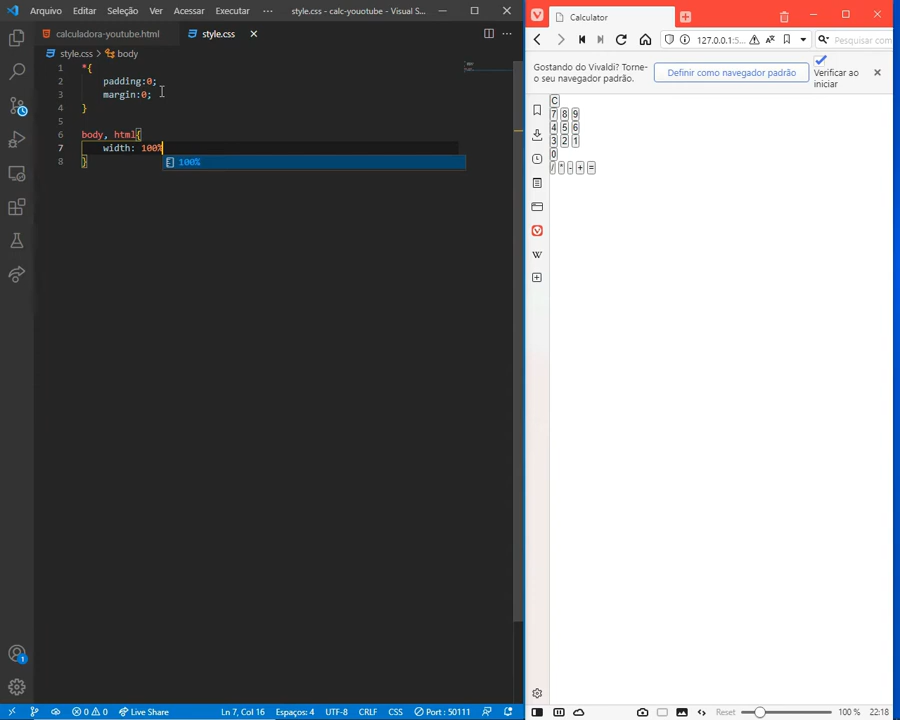 Arquivo Editar Seleção Ver Acessar Executar ··· style.css - calc-youotube - Visual S...
calculadora-youtube.html style.css
style.css > body
1 *{
2 padding:0;
3 margin:0;
4 }
5
6 body, html{
7 width: 100%
100%
8 }
1
0 0 Live Share Ln 7, Col 16 Espaços: 4 UTF-8 CRLF CSS Port : 50111
Calculator
127.0.0.1:5... Pesquisar com
Gostando do Vivaldi? Torne-
o seu navegador padrão.
Definir como navegador padrão
Verificar ao
iniciar
C
7 8 9
4 5 6
3 2 1
0
/ * - + =
W
Reset 100 % 22:18